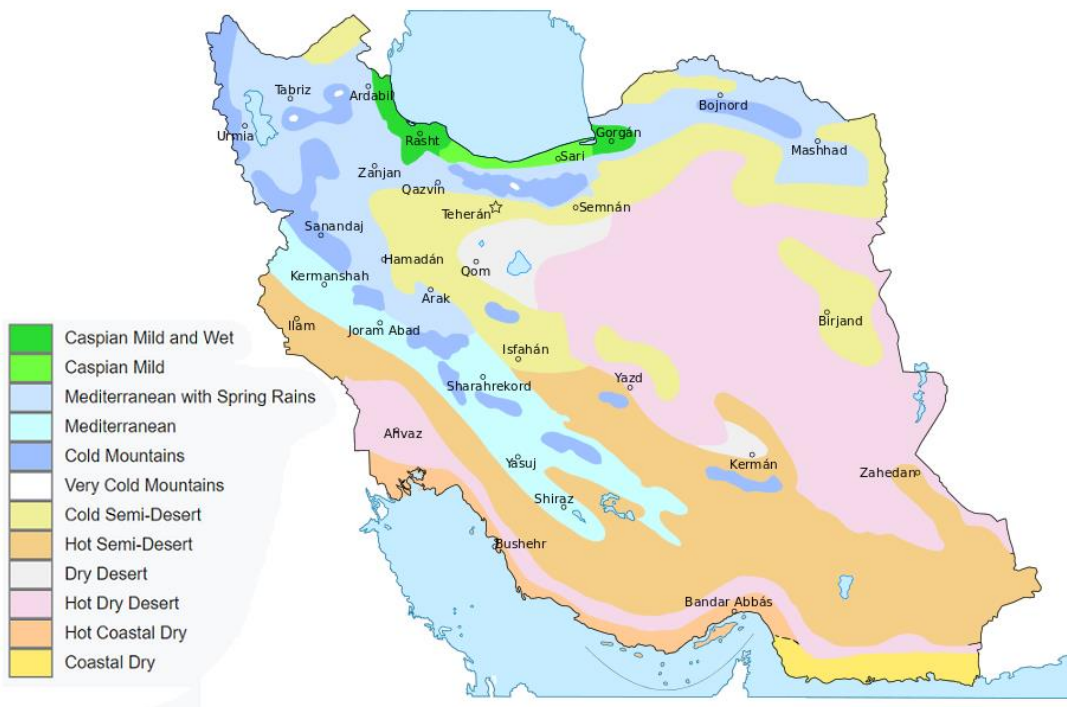 Tabriz
Ardabil
Urmia
Rasht
Gorgán
Bojnord
Mashhad
Sari
Zanjan
Qazvin
Teherán
Semnán
Sanandaj
Hamadán
Qom
Kermanshah
Arak
Ilam
Joram Abad
Birjand
Isfahán
Sharahrekord
Yazd
Ahvaz
Yasuj
Kermán
Zahedan
Shiraz
Bushehr
Bandar Abbás
Caspian Mild and Wet
Caspian Mild
Mediterranean with Spring Rains
Mediterranean
Cold Mountains
Very Cold Mountains
Cold Semi-Desert
Hot Semi-Desert
Dry Desert
Hot Dry Desert
Hot Coastal Dry
Coastal Dry